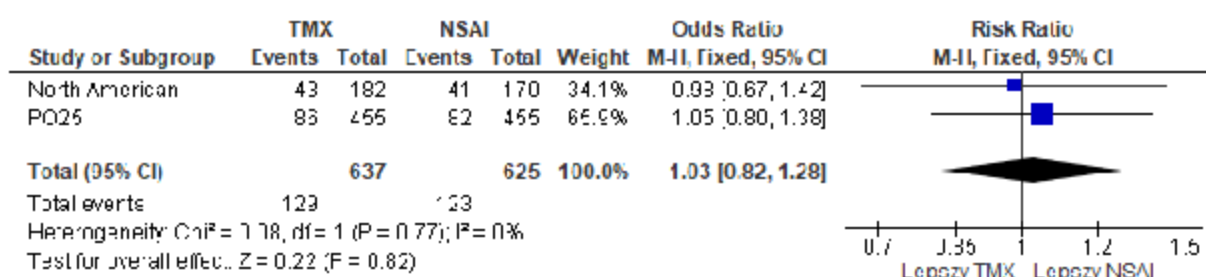 TMX NSAI Odds Ratio Risk Ratio
Study or Subgroup Events Total Events Total Weight M-H, Fixed, 95% CI M-H, Fixed, 95% CI
North American 43 182 41 170 34.1% 0.98 [0.67, 1.42]
PO25 86 455 82 455 65.9% 1.05 [0.80, 1.38]
Total (95% CI) 637 625 100.0% 1.03 [0.82, 1.28]
Total events 129 123
Heterogeneity: Chi² = 0.08, df = 1 (P = 0.77); I² = 0%
Test for overall effect: Z = 0.22 (P = 0.82)
0.7 0.85 1 1.2 1.5
Lepszy TMX Lepszy NSAI